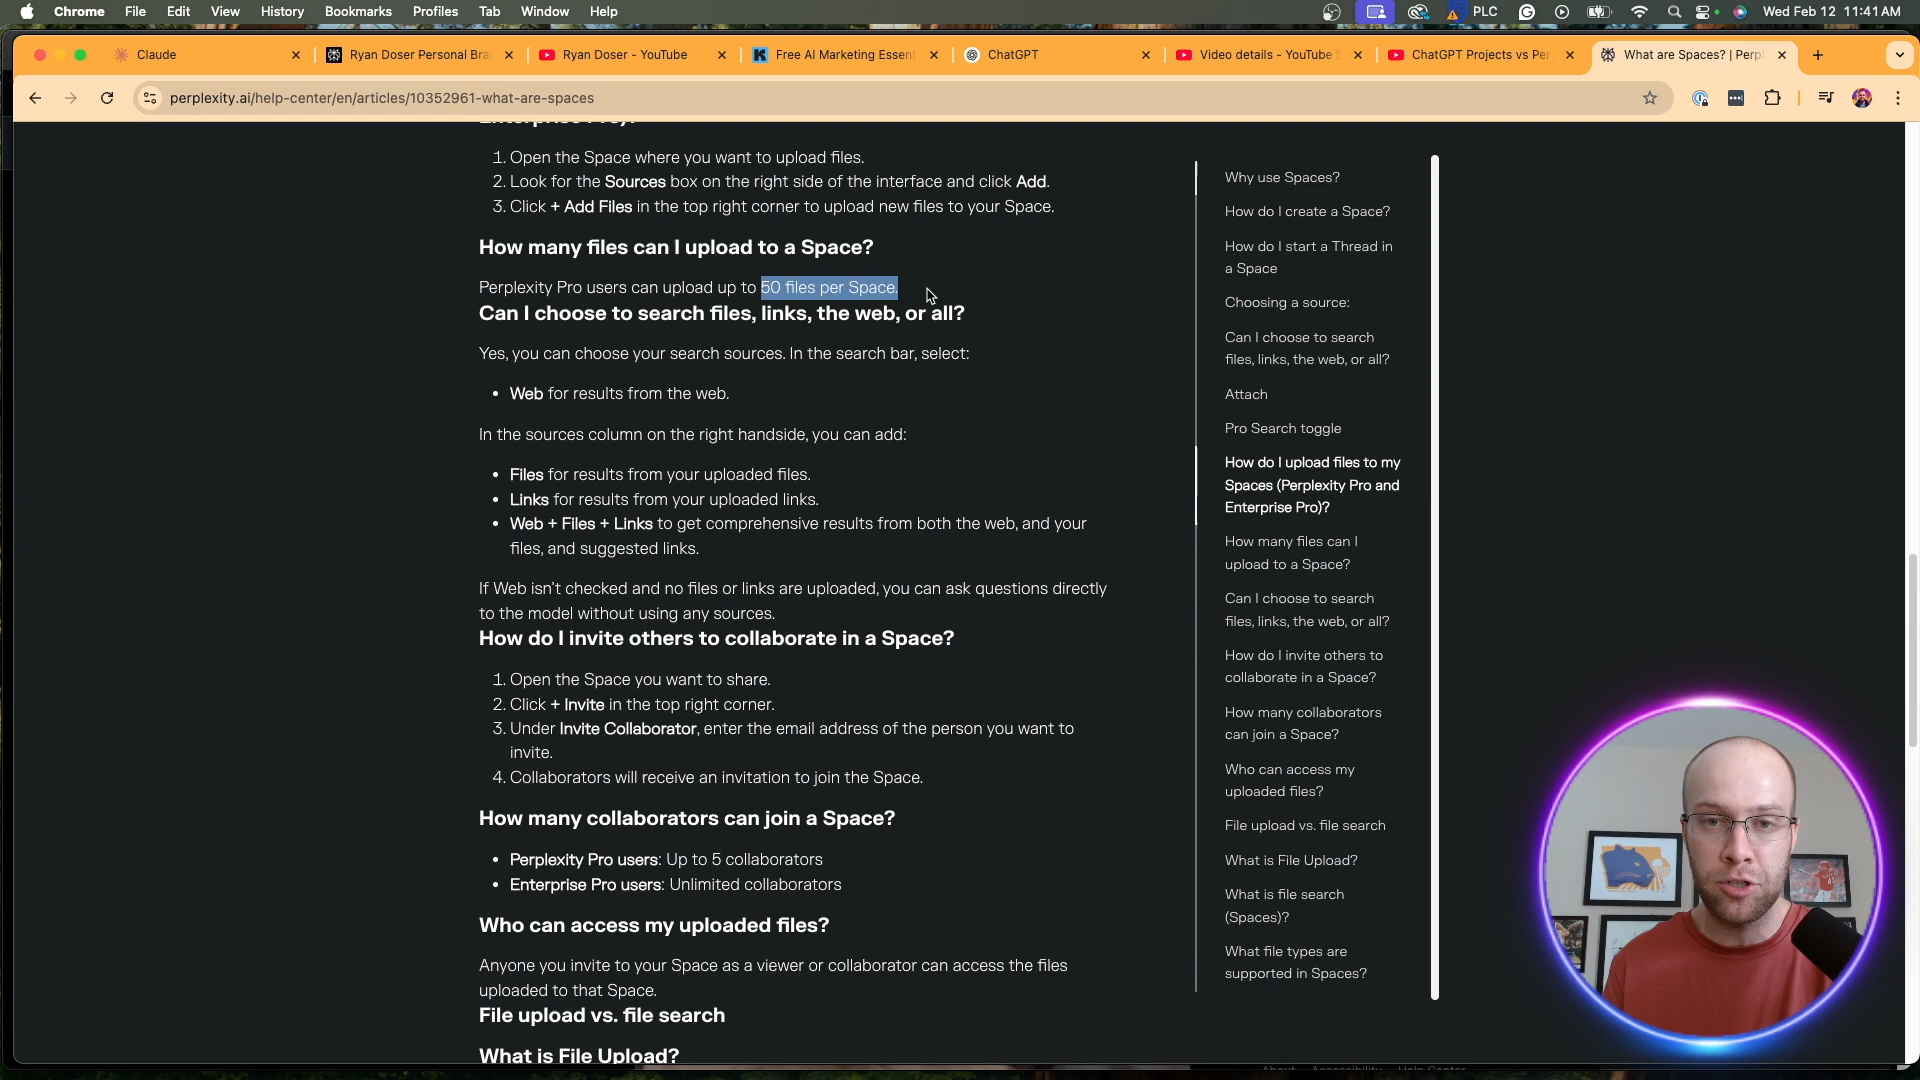 Chrome File Edit View History Bookmarks Profiles Tab Window Help PLC Wed Feb 12 11:41 AM
Claude Ryan Doser Personal Bra Ryan Doser - YouTube Free AI Marketing Essent ChatGPT Video details - YouTube S ChatGPT Projects vs Per What are Spaces? | Perpl
perplexity.ai/help-center/en/articles/10352961-what-are-spaces
Enterprise Pro)?
1. Open the Space where you want to upload files.
2. Look for the Sources box on the right side of the interface and click Add.
3. Click + Add Files in the top right corner to upload new files to your Space.
How many files can I upload to a Space?
Perplexity Pro users can upload up to 50 files per Space.
Can I choose to search files, links, the web, or all?
Yes, you can choose your search sources. In the search bar, select:
• Web for results from the web.
In the sources column on the right handside, you can add:
• Files for results from your uploaded files.
• Links for results from your uploaded links.
• Web + Files + Links to get comprehensive results from both the web, and your
files, and suggested links.
If Web isn't checked and no files or links are uploaded, you can ask questions directly
to the model without using any sources.
How do I invite others to collaborate in a Space?
1. Open the Space you want to share.
2. Click + Invite in the top right corner.
3. Under Invite Collaborator, enter the email address of the person you want to
invite.
4. Collaborators will receive an invitation to join the Space.
How many collaborators can join a Space?
• Perplexity Pro users: Up to 5 collaborators
• Enterprise Pro users: Unlimited collaborators
Who can access my uploaded files?
Anyone you invite to your Space as a viewer or collaborator can access the files
uploaded to that Space.
File upload vs. file search
What is File Upload?
Why use Spaces?
How do I create a Space?
How do I start a Thread in
a Space
Choosing a source:
Can I choose to search
files, links, the web, or all?
Attach
Pro Search toggle
How do I upload files to my
Spaces (Perplexity Pro and
Enterprise Pro)?
How many files can I
upload to a Space?
Can I choose to search
files, links, the web, or all?
How do I invite others to
collaborate in a Space?
How many collaborators
can join a Space?
Who can access my
uploaded files?
File upload vs. file search
What is File Upload?
What is file search
(Spaces)?
What file types are
supported in Spaces?
About Accessibility Help Center